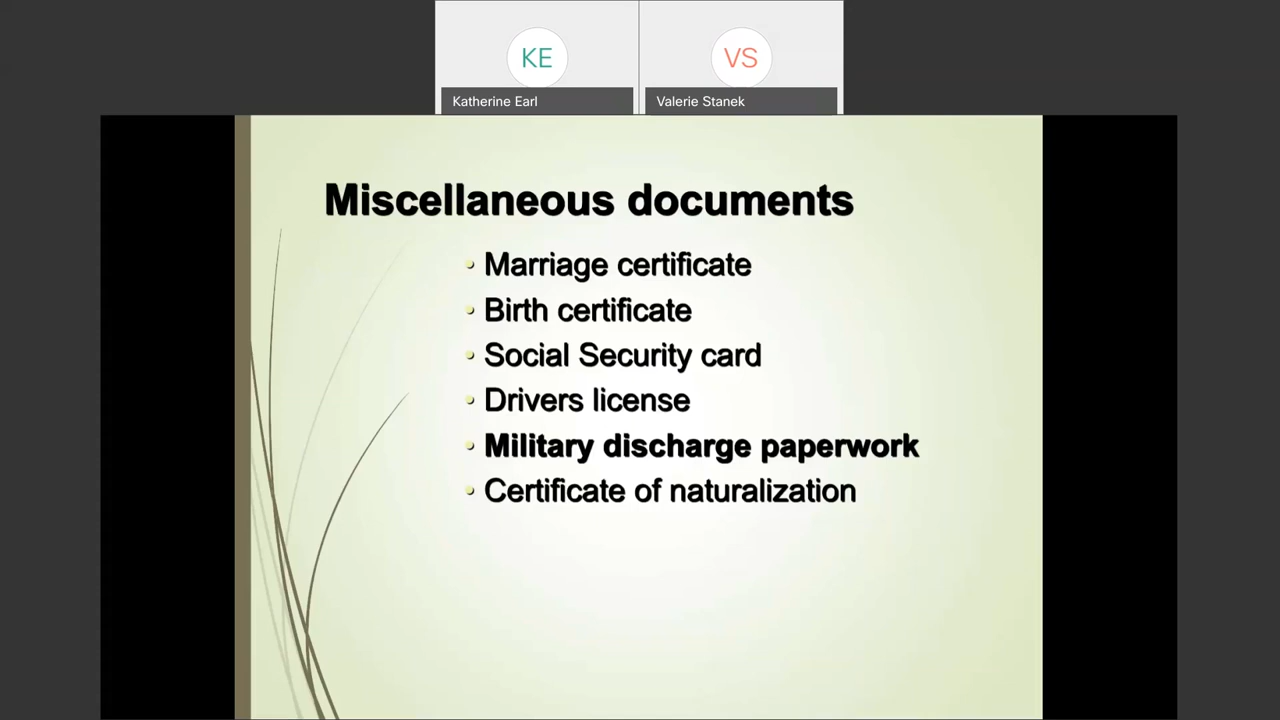 KE
VS
Katherine Earl
Valerie Stanek
Miscellaneous documents
• Marriage certificate
• Birth certificate
• Social Security card
• Drivers license
• Military discharge paperwork
• Certificate of naturalization